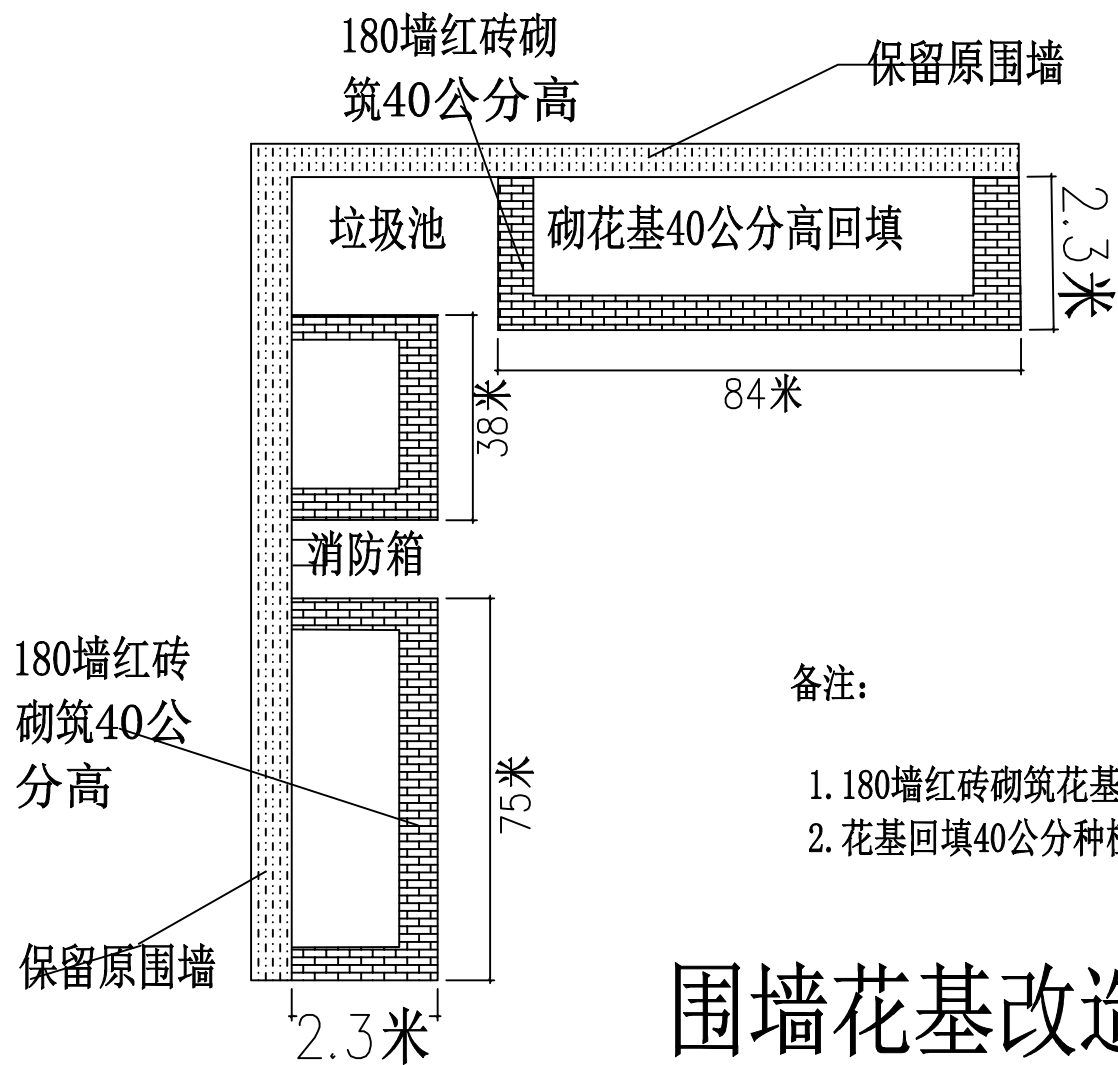 180墙红砖砌
筑40公分高
保留原围墙
垃圾池
砌花基40公分高回填
2.3米
84米
38米
消防箱
180墙红砖
砌筑40公
分高
75米
备注：
1.180墙红砖砌筑花基
2.花基回填40公分种
保留原围墙
2.3米
围墙花基改造